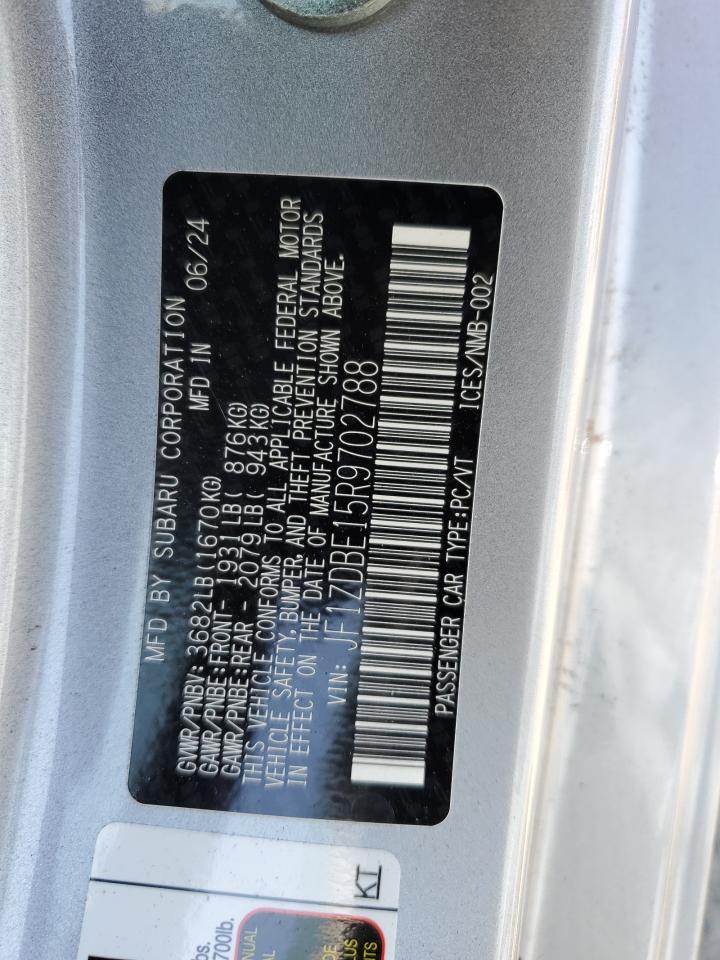 MFD BY SUBARU CORPORATION
MFD IN 06/24
GVWR/PNBV: 3682LB(1670KG)
GAWR/PNBE:FRONT- 1931LB( 876KG)
GAWR/PNBE:REAR - 2079LB( 943KG)
THIS VEHICLE CONFORMS TO ALL APPLICABLE FEDERAL MOTOR
VEHICLE SAFETY, BUMPER, AND THEFT PREVENTION STANDARDS
IN EFFECT ON THE DATE OF MANUFACTURE SHOWN ABOVE.
VIN: JF1ZDBE15R9702788
PASSENGER CAR TYPE:PC/VT ICES/NMB-002
700lb.
KT